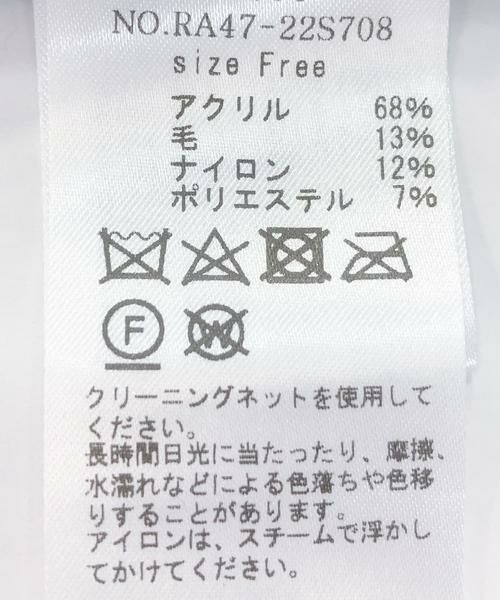 NO.RA47-22S708
size Free
アクリル 68%
毛 13%
ナイロン 12%
ポリエステル 7%
F W
クリーニングネットを使用して
ください。
長時間日光に当たったり、摩擦、
水濡れなどによる色落ちや色移
りすることがあります。
アイロンは、スチームで浮かし
てかけてください。